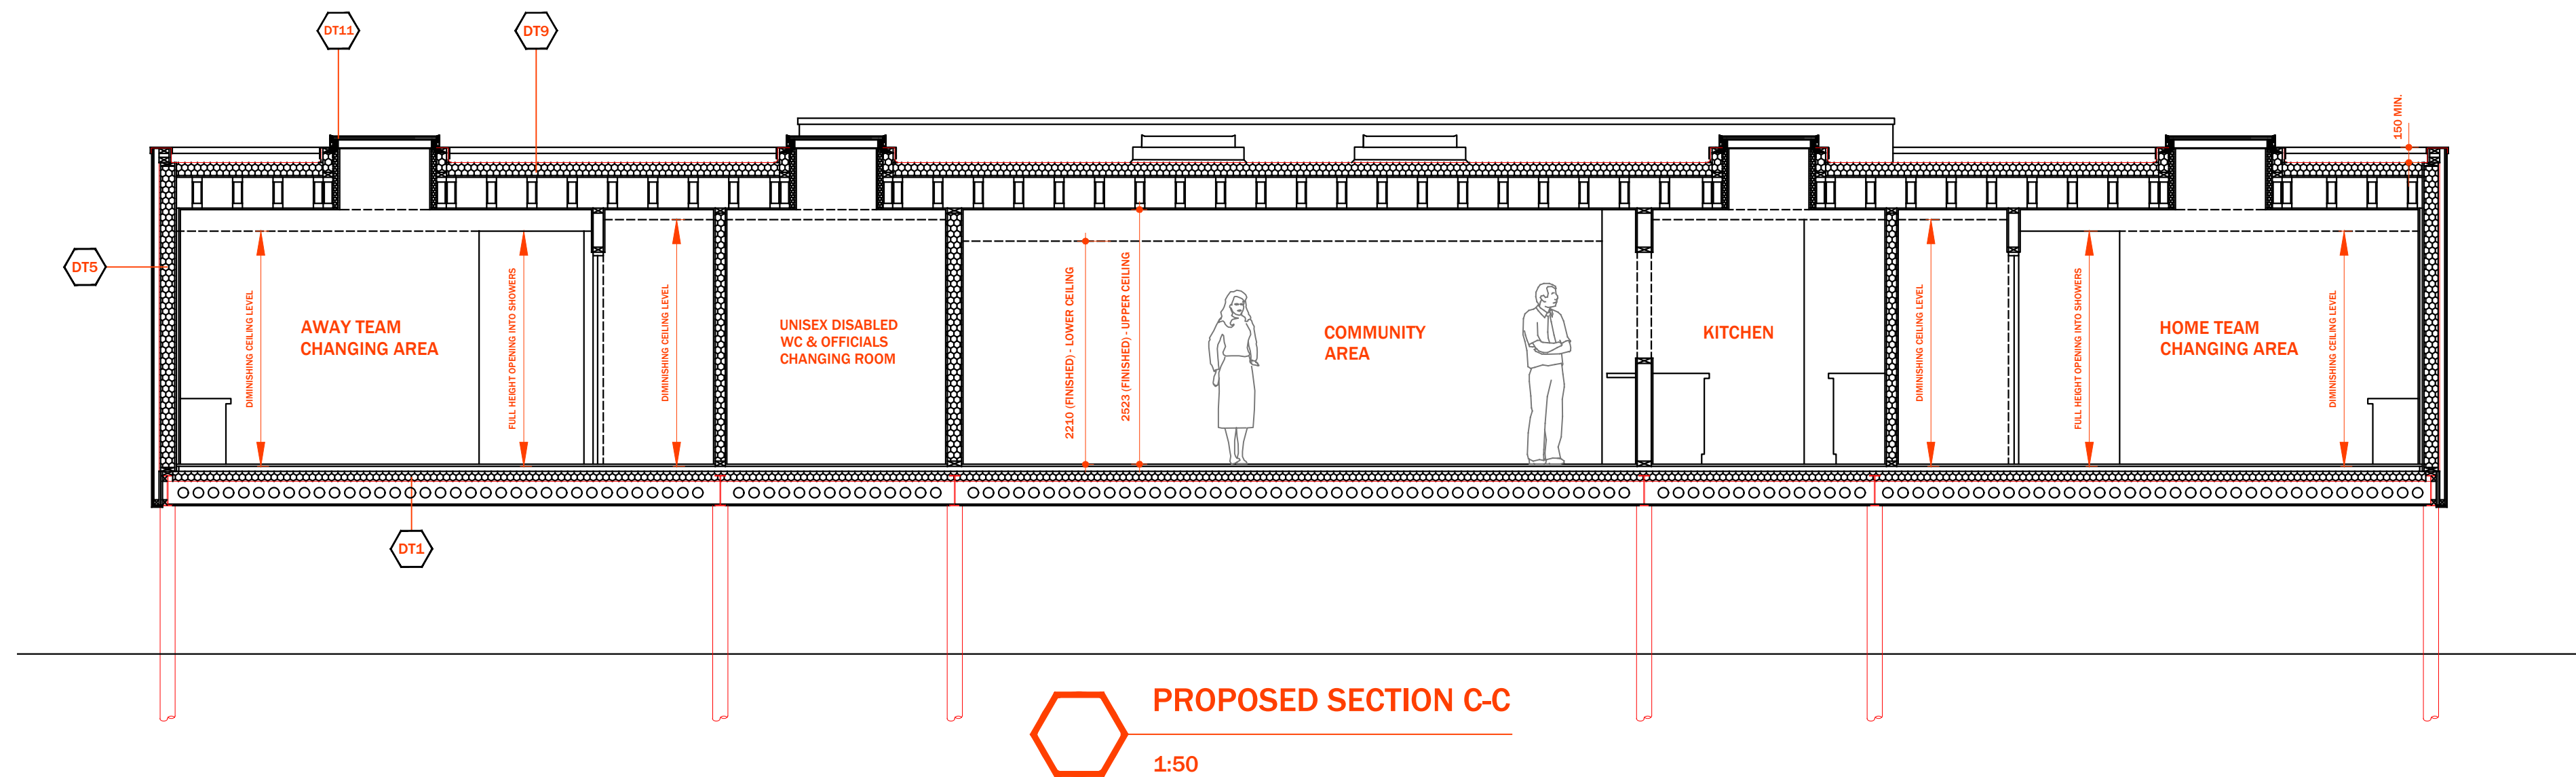 DT11
DT9
150 MIN.
DT5
DIMINISHING CEILING LEVEL
AWAY TEAM
CHANGING AREA
FULL HEIGHT OPENING INTO SHOWERS
DIMINISHING CEILING LEVEL
UNISEX DISABLED
WC & OFFICIALS
CHANGING ROOM
2210 (FINISHED) - LOWER CEILING
2523 (FINISHED) - UPPER CEILING
COMMUNITY
AREA
KITCHEN
DIMINISHING CEILING LEVEL
FULL HEIGHT OPENING INTO SHOWERS
HOME TEAM
CHANGING AREA
DIMINISHING CEILING LEVEL
DT1
PROPOSED SECTION C-C
1:50